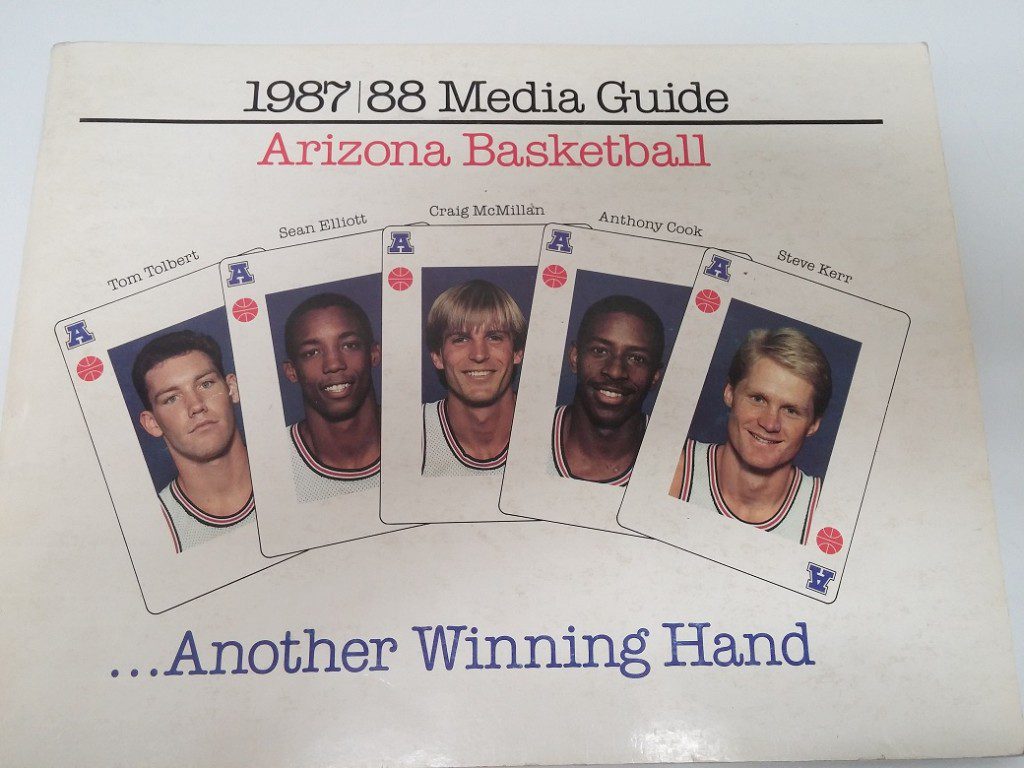 1987|88 Media Guide
Arizona Basketball
Tom Tolbert
Sean Elliott
Craig McMillan
Anthony Cook
Steve Kerr
A
A
A
A
A
A
...Another Winning Hand